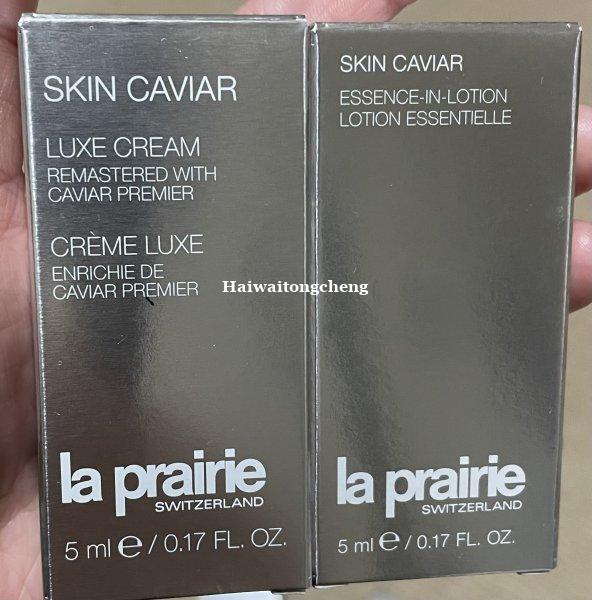 SKIN CAVIAR
LUXE CREAM
REMASTERED WITH
CAVIAR PREMIER
CRÈME LUXE
ENRICHIE DE
CAVIAR PREMIER
la prairie
SWITZERLAND
5 ml e / 0.17 FL. OZ.
SKIN CAVIAR
ESSENCE-IN-LOTION
LOTION ESSENTIELLE
la prairie
SWITZERLAND
5 ml e / 0.17 FL. OZ.
Haiwaitongcheng